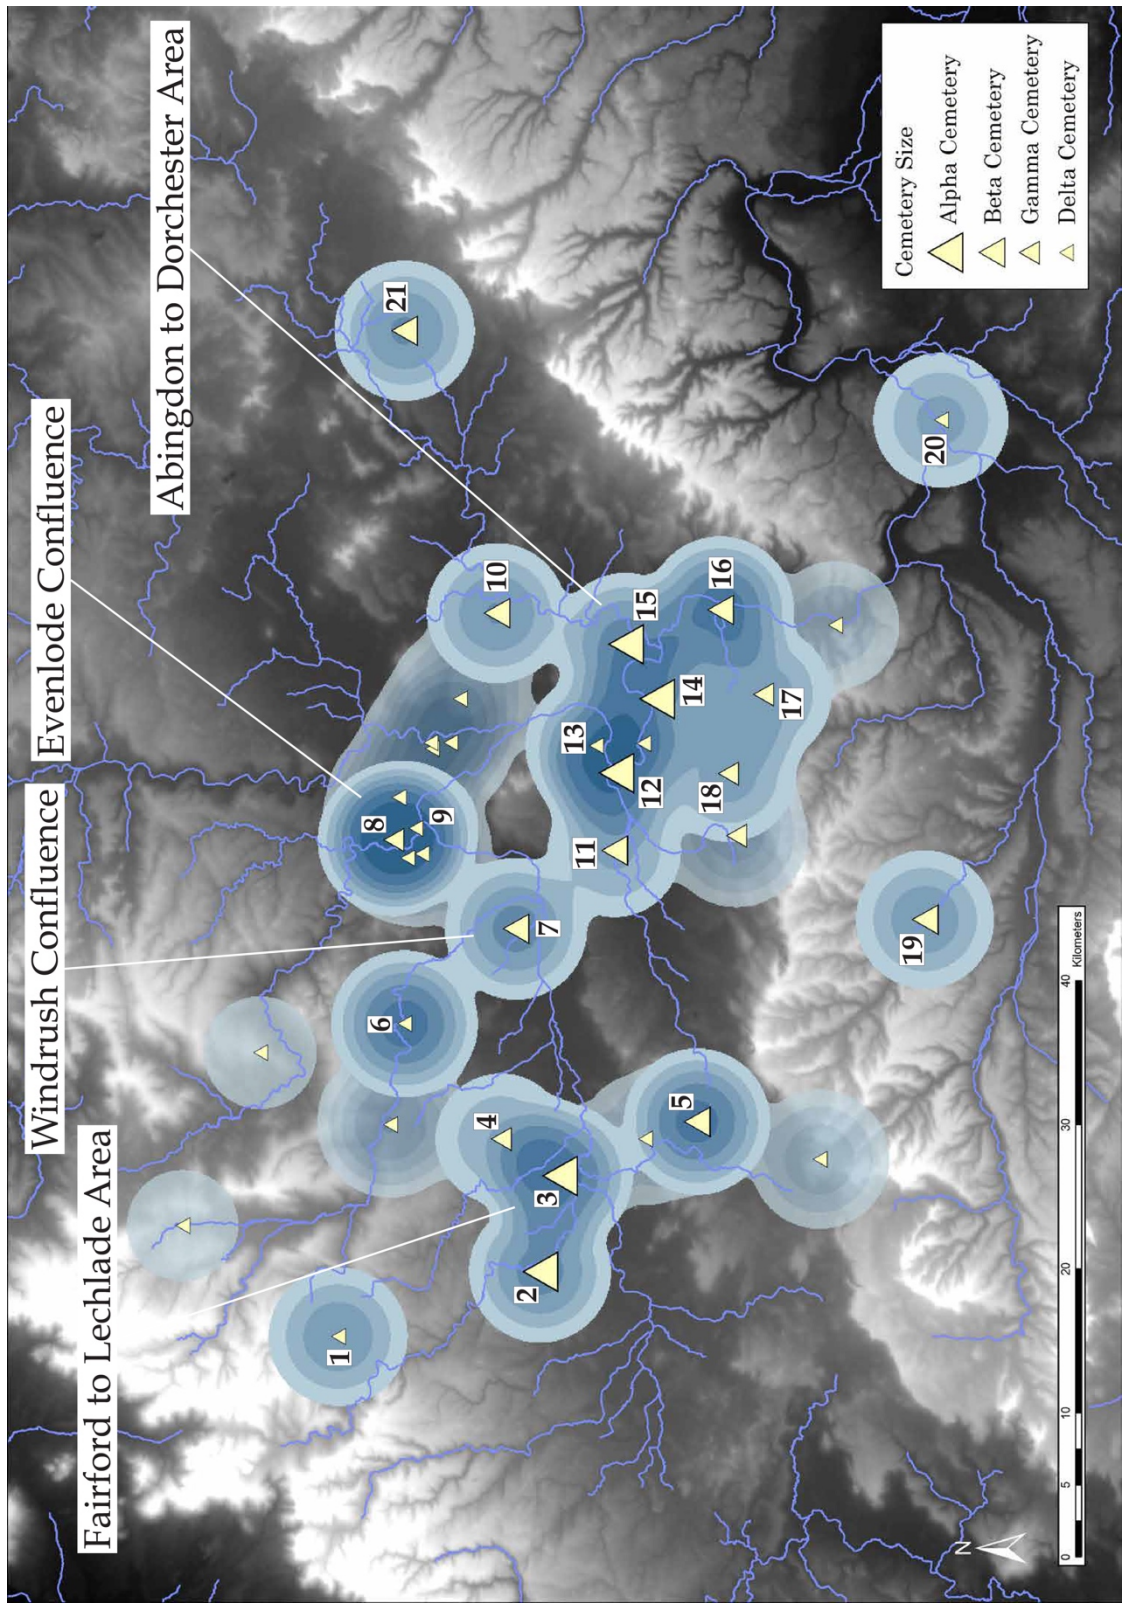 Fairford to Lechlade Area
Windrush Confluence
Evenlode Confluence
Abingdon to Dorchester Area
1
2
3
4
5
6
7
8
9
10
11
12
13
14
15
16
17
18
19
20
21
N
0 5 10 20 30 40
Kilometers
Cemetery Size
Alpha Cemetery
Beta Cemetery
Gamma Cemetery
Delta Cemetery